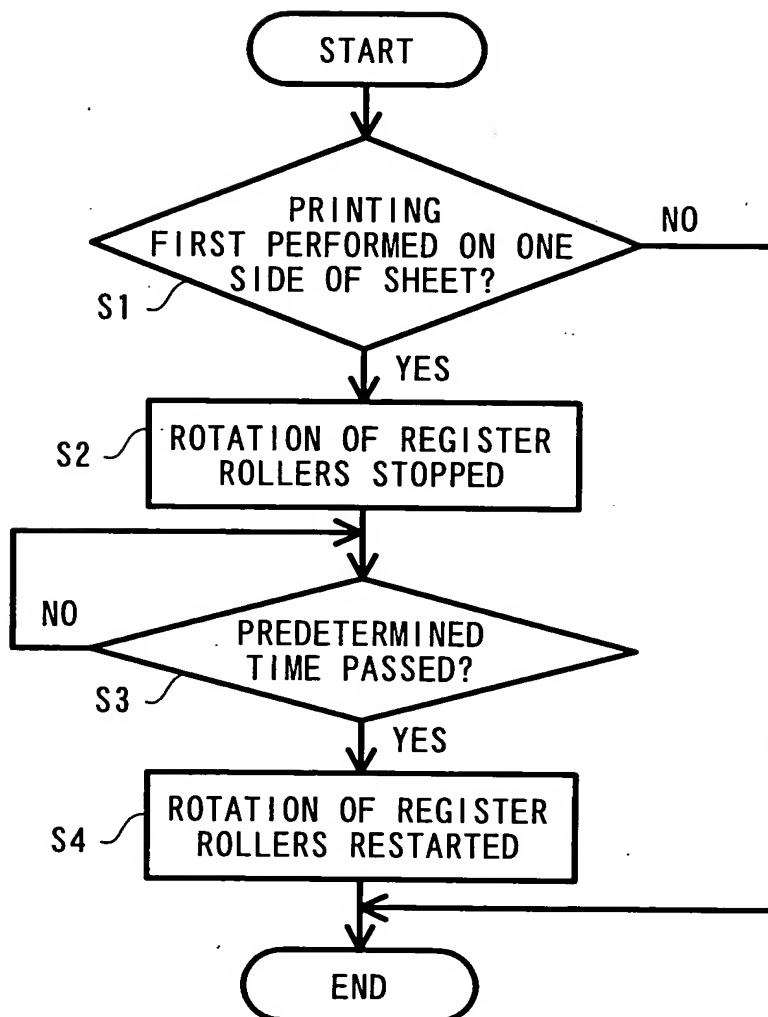 START
PRINTING
FIRST PERFORMED ON ONE
SIDE OF SHEET?
NO
S1
YES
S2
ROTATION OF REGISTER
ROLLERS STOPPED
NO
PREDETERMINED
TIME PASSED?
S3
YES
S4
ROTATION OF REGISTER
ROLLERS RESTARTED
END